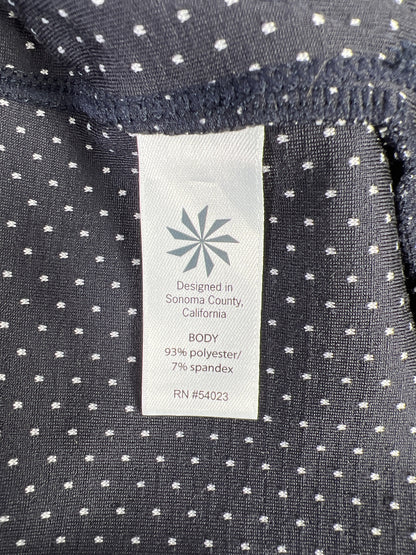 Designed in
Sonoma County,
California
BODY
93% polyester/
7% spandex
RN #54023